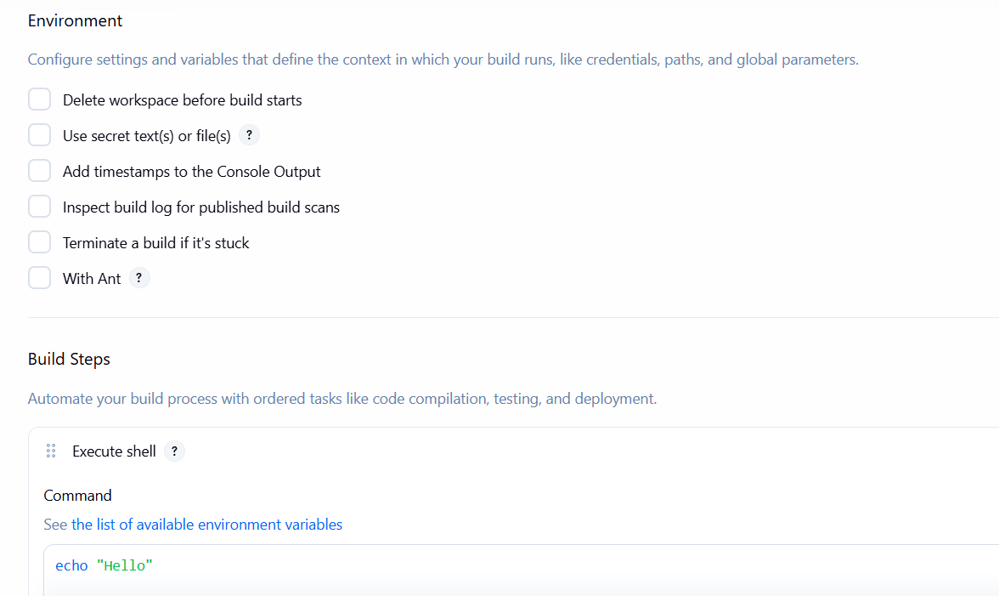 Environment
Configure settings and variables that define the context in which your build runs, like credentials, paths, and global parameters.
Delete workspace before build starts
Use secret text(s) or file(s) ?
Add timestamps to the Console Output
Inspect build log for published build scans
Terminate a build if it's stuck
With Ant ?
Build Steps
Automate your build process with ordered tasks like code compilation, testing, and deployment.
Execute shell ?
Command
See the list of available environment variables
echo "Hello"